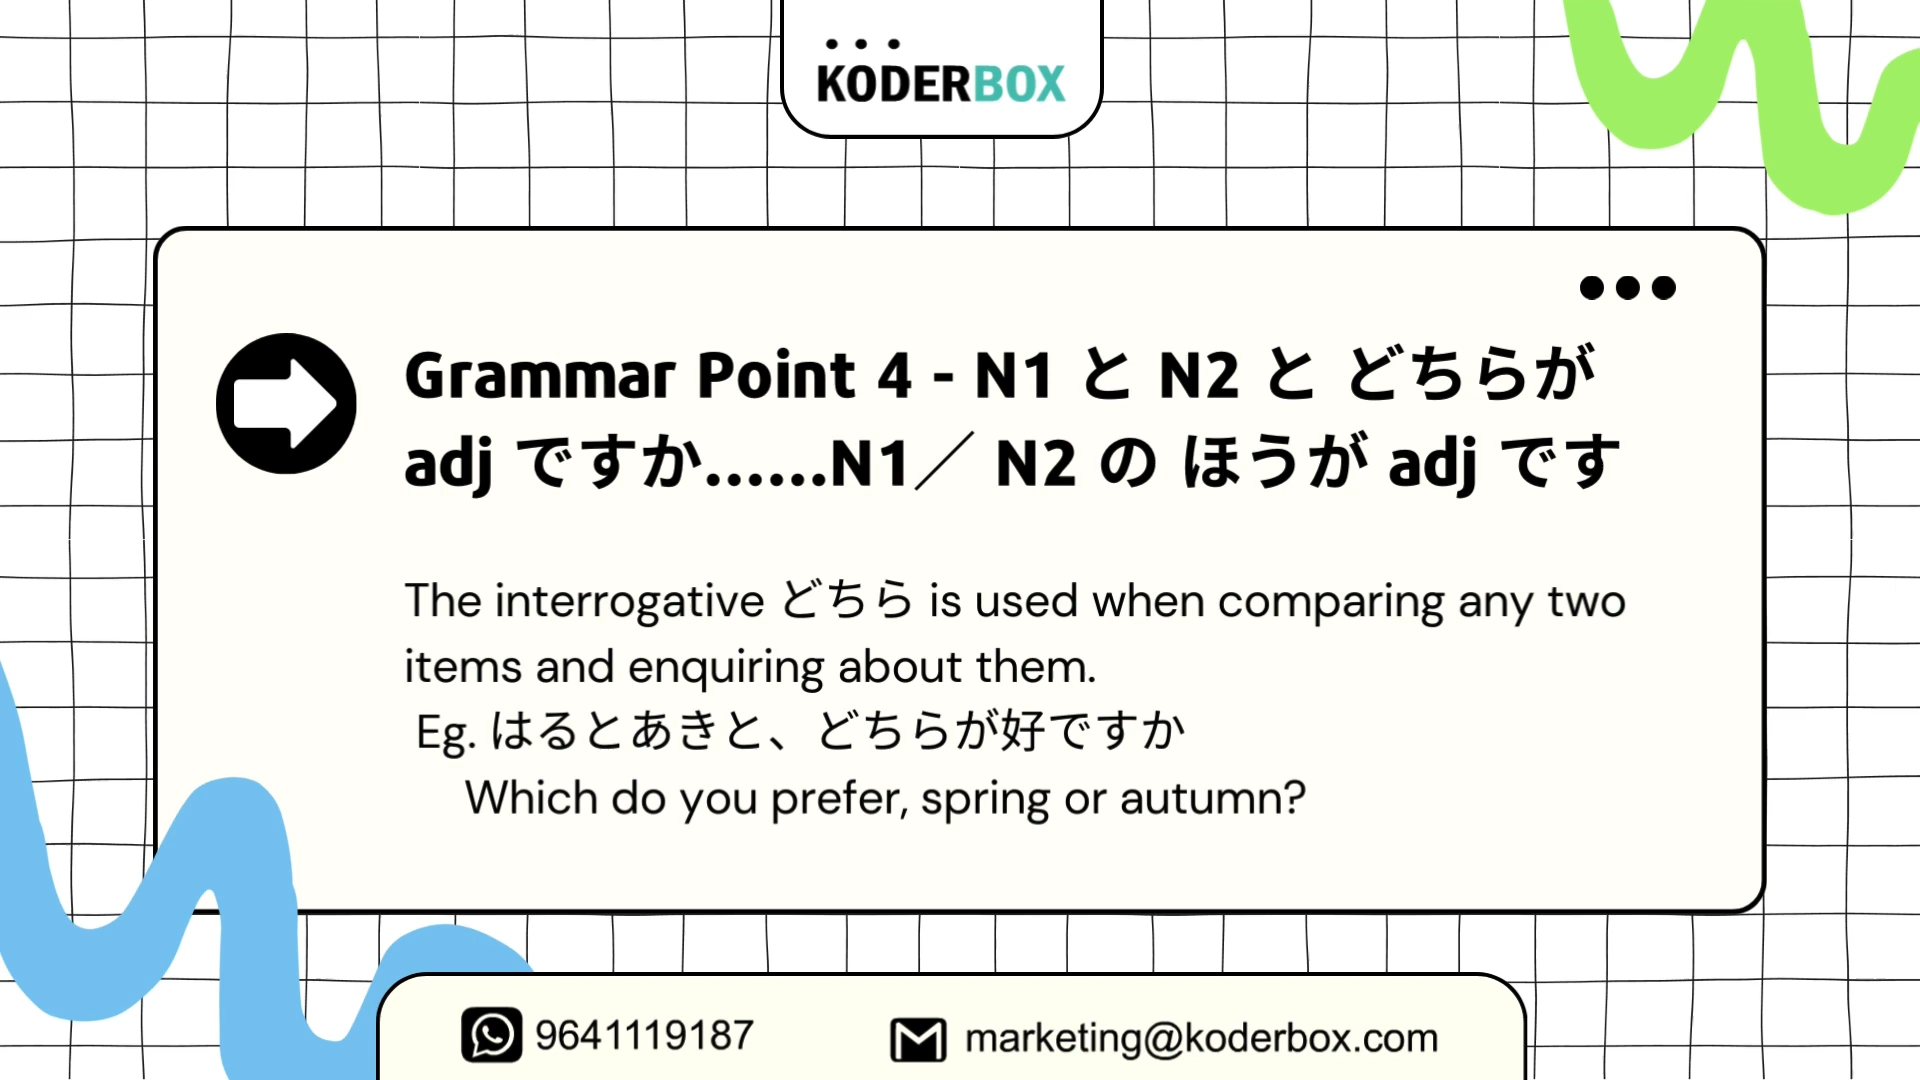 KODERBOX
Grammar Point 4 - N1 と N2 と どちらが
adj ですか......N1／ N2 の ほうが adj です
The interrogative どちら is used when comparing any two
items and enquiring about them.
Eg. はるとあきと、どちらが好ですか
Which do you prefer, spring or autumn?
9641119187
marketing@koderbox.com